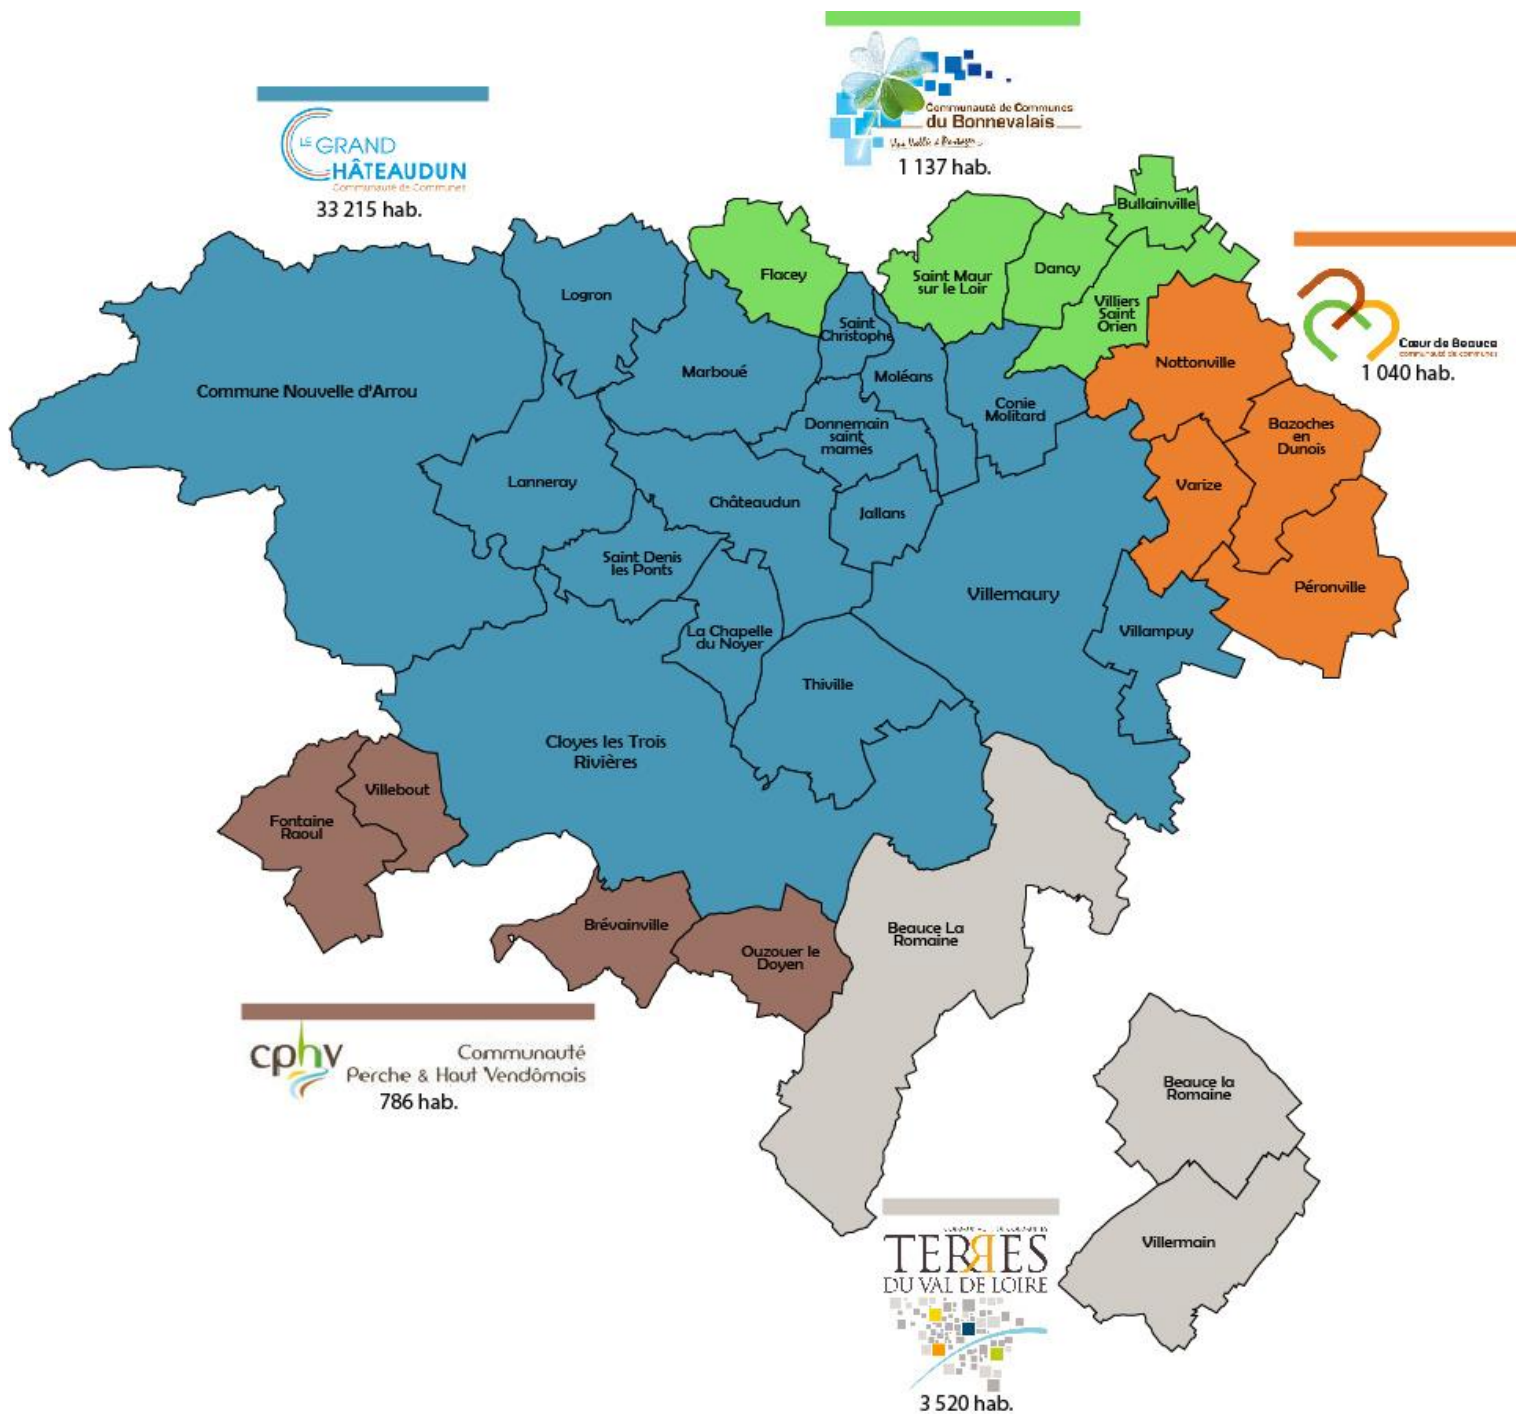 Communauté de Communes
du Bonnevalais
1 137 hab.
LE GRAND
CHÂTEAUDUN
Communauté de Communes
33 215 hab.
Bullainville
Flacey
Saint Maur
sur le Loir
Dancy
Villiers
Saint
Orien
Cœur de Beauce
communauté de communes
1 040 hab.
Logron
Saint
Christophe
Marboué
Moléans
Nottonville
Commune Nouvelle d'Arrou
Conie
Molitard
Donnemain
saint
mamès
Bazoches
en
Dunois
Lanneray
Châteaudun
Jallans
Varize
Saint Denis
les Ponts
Villemaury
Péronville
La Chapelle
du Noyer
Villampuy
Thiville
Cloyes les Trois
Rivières
Villebout
Fontaine
Raoul
Brévainville
Ouzouer le
Doyen
Beauce La
Romaine
cphv
Communauté
Perche & Haut Vendômais
786 hab.
Beauce la
Romaine
Villermain
TERRES
DU VAL DE LOIRE
3 520 hab.